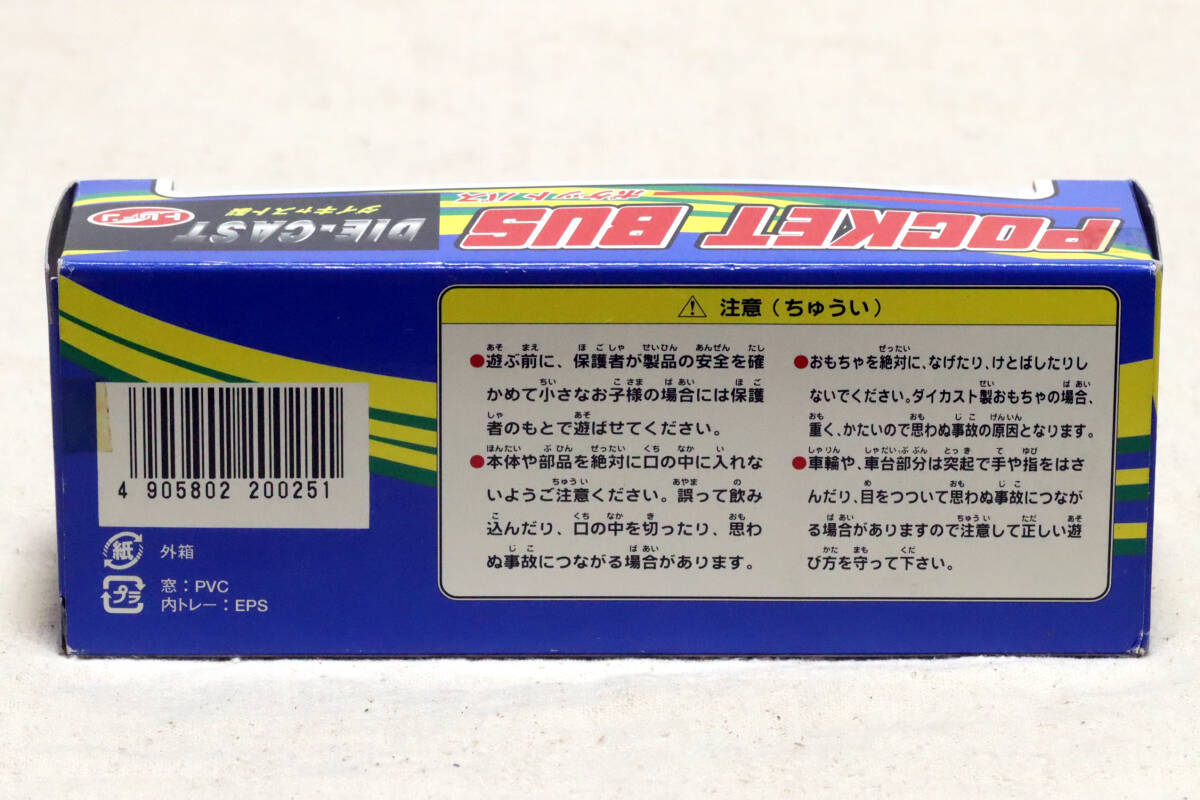 POCKET BUS
ポケットバス
DIE-CAST
ダイキャスト製
トレーン
注意（ちゅうい）
●遊ぶ前に、保護者が製品の安全を確
かめて小さなお子様の場合には保護
者のもとで遊ばせてください。
●本体や部品を絶対に口の中に入れな
いようご注意ください。誤って飲み
込んだり、口の中を切ったり、思わ
ぬ事故につながる場合があります。
●おもちゃを絶対に、なげたり、けとばしたりし
ないでください。ダイカスト製おもちゃの場合、
重く、かたいので思わぬ事故の原因となります。
●車輪や、車台部分は突起で手や指をはさ
んだり、目をつついて思わぬ事故につなが
る場合がありますので注意して正しい遊
び方を守って下さい。
4 905802 200251
紙 外箱
プラ 窓：PVC
内トレー：EPS